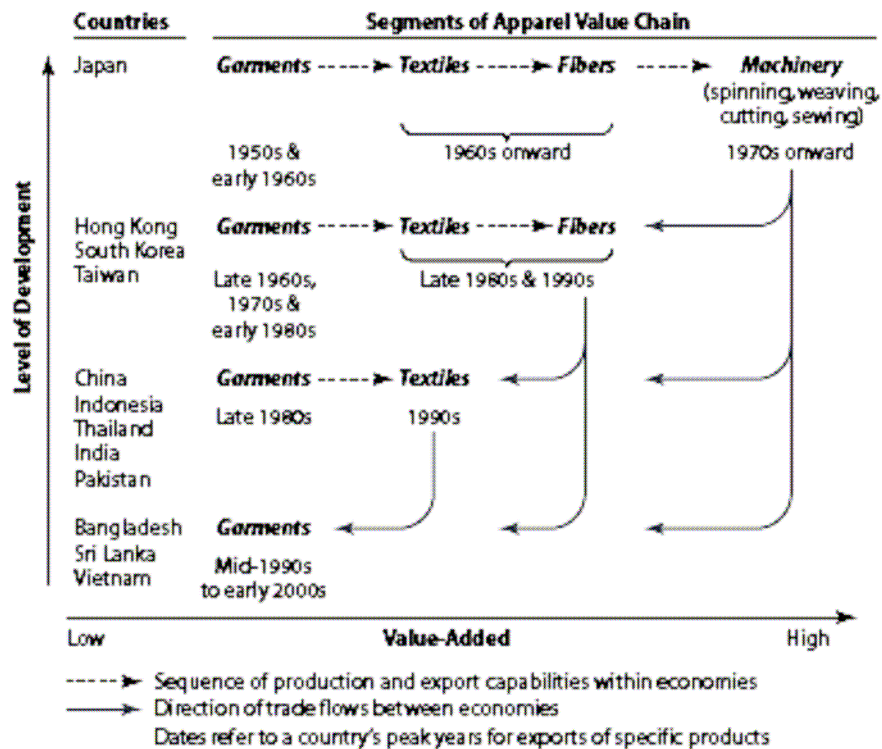 Countries Segments of Apparel Value Chain
Japan Garments Textiles Fibers Machinery
(spinning, weaving,
cutting, sewing)
1950s & 1960s onward 1970s onward
early 1960s
Hong Kong Garments Textiles Fibers
South Korea
Taiwan Late 1960s, Late 1980s & 1990s
1970s &
early 1980s
China Garments Textiles
Indonesia Late 1980s 1990s
Thailand
India
Pakistan
Bangladesh Garments
Sri Lanka
Vietnam Mid-1990s
to early 2000s
Level of Development
Low Value-Added High
Sequence of production and export capabilities within economies
Direction of trade flows between economies
Dates refer to a country's peak years for exports of specific products